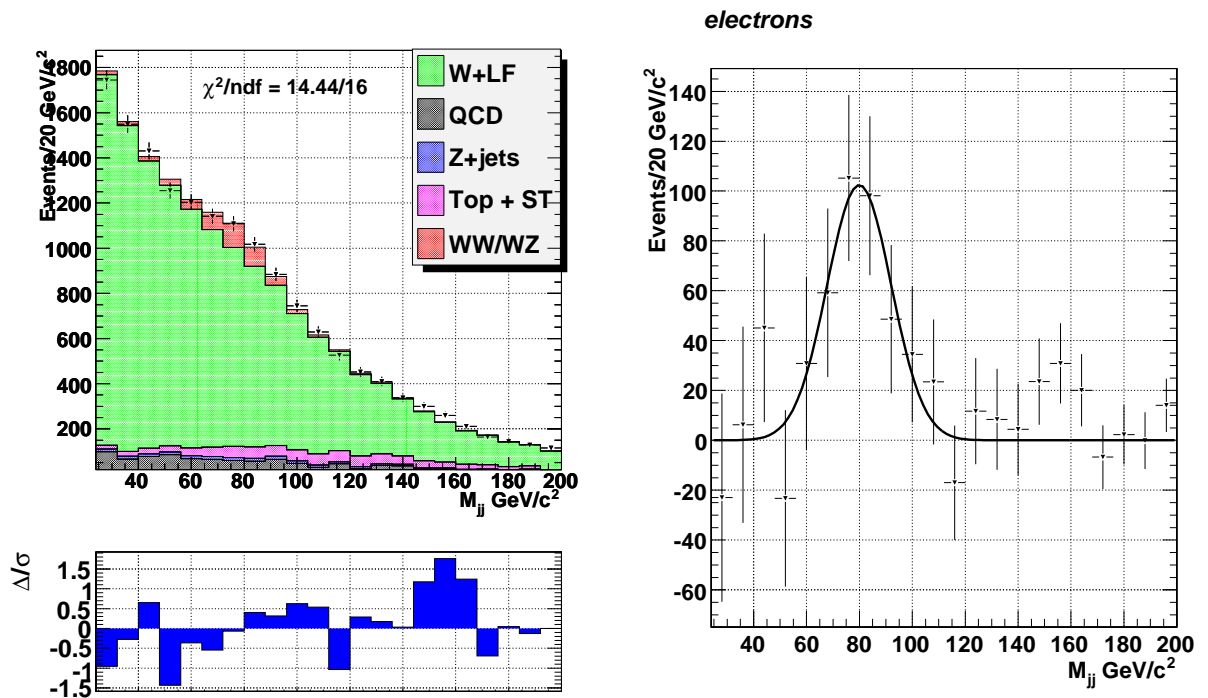 electrons
Events/20 GeV/c²
1800
1600
1400
1200
1000
800
600
400
200
χ²/ndf = 14.44/16
W+LF
QCD
Z+jets
Top + ST
WW/WZ
40 60 80 100 120 140 160 180 200
M_jj GeV/c²
Δ/σ
1.5
1
0.5
0
-0.5
-1
-1.5
Events/20 GeV/c²
140
120
100
80
60
40
20
0
-20
-40
-60
40 60 80 100 120 140 160 180 200
M_jj GeV/c²